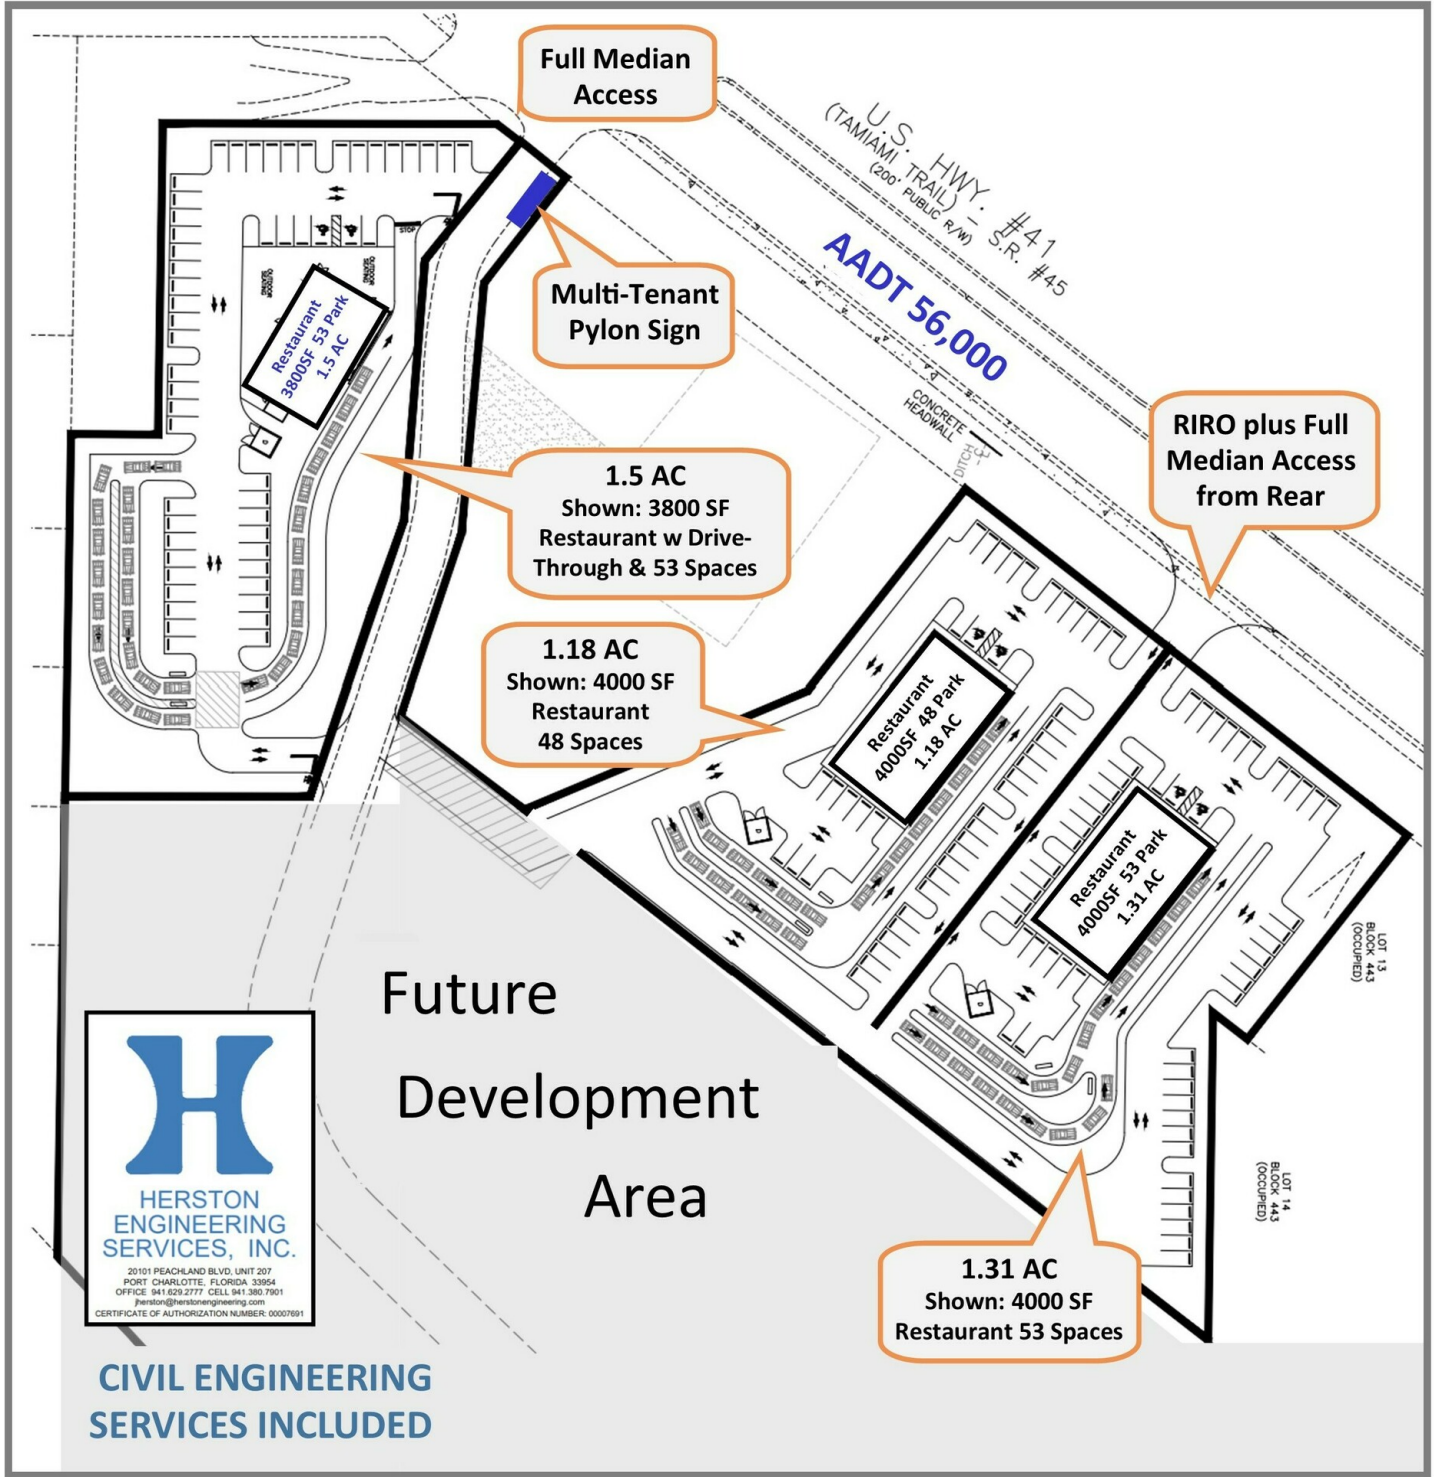 Full Median
Access
U.S. HWY. #41
(TAMIAMI TRAIL) – S.R. #45
(200' PUBLIC R/W)
AADT 56,000
Multi-Tenant
Pylon Sign
STOP
OUTDOOR
SEATING
OUTDOOR
SEATING
Restaurant
3800SF 53 Park
1.5 AC
CONCRETE
HEADWALL
DITCH
RIRO plus Full
Median Access
from Rear
1.5 AC
Shown: 3800 SF
Restaurant w Drive-
Through & 53 Spaces
1.18 AC
Shown: 4000 SF
Restaurant
48 Spaces
Restaurant
4000SF 48 Park
1.18 AC
Restaurant
4000SF 53 Park
1.31 AC
LOT 13
BLOCK 443
(OCCUPIED)
LOT 14
BLOCK 443
(OCCUPIED)
Future
Development
Area
1.31 AC
Shown: 4000 SF
Restaurant 53 Spaces
H
HERSTON
ENGINEERING
SERVICES, INC.
20101 PEACHLAND BLVD, UNIT 207
PORT CHARLOTTE, FLORIDA 33954
OFFICE 941.629.2777 CELL 941.380.7901
jherston@herstonengineering.com
CERTIFICATE OF AUTHORIZATION NUMBER: 00007691
CIVIL ENGINEERING
SERVICES INCLUDED